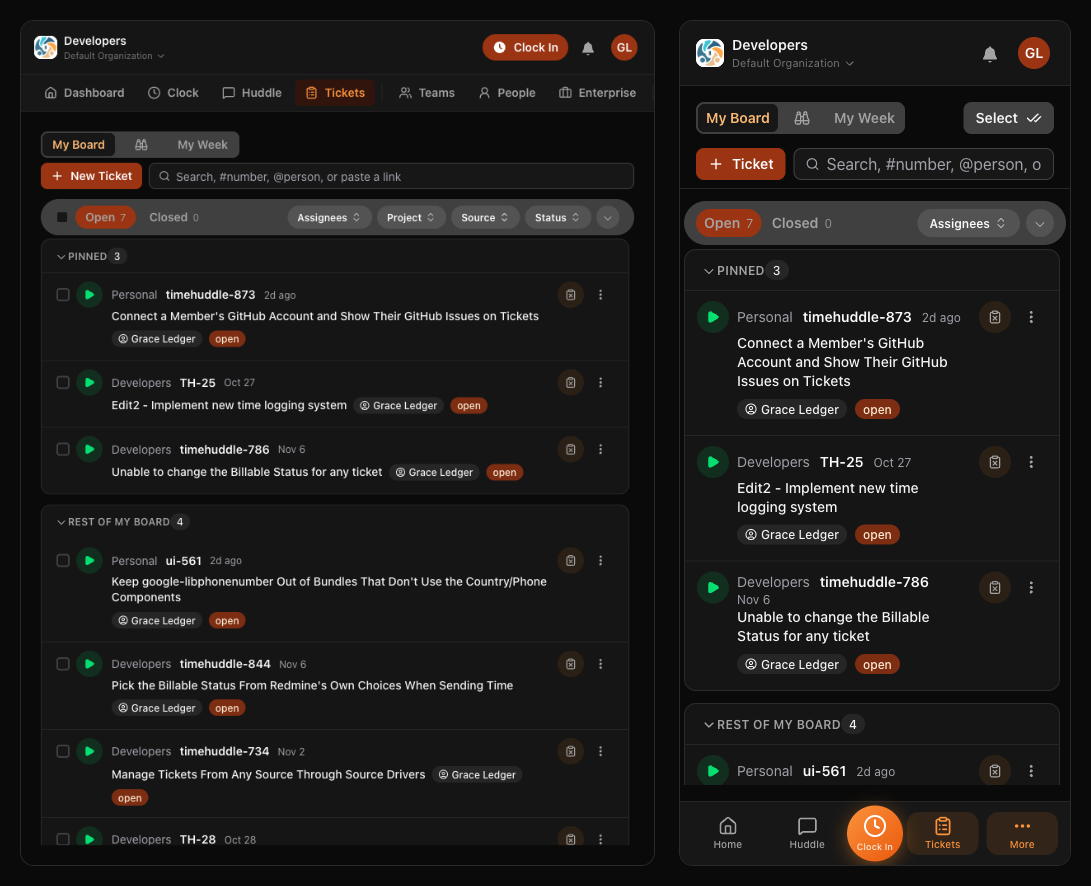 Developers
Default Organization
Clock In
GL
Dashboard
Clock
Huddle
Tickets
Teams
People
Enterprise
My Board
My Week
+ New Ticket
Search, #number, @person, or paste a link
Open 7
Closed 0
Assignees
Project
Source
Status
PINNED 3
Personal timehuddle-873 2d ago
Connect a Member's GitHub Account and Show Their GitHub Issues on Tickets
Grace Ledger open
Developers TH-25 Oct 27
Edit2 - Implement new time logging system Grace Ledger open
Developers timehuddle-786 Nov 6
Unable to change the Billable Status for any ticket Grace Ledger open
REST OF MY BOARD 4
Personal ui-561 2d ago
Keep google-libphonenumber Out of Bundles That Don't Use the Country/Phone
Components
Grace Ledger open
Developers timehuddle-844 Nov 6
Pick the Billable Status From Redmine's Own Choices When Sending Time
Grace Ledger open
Developers timehuddle-734 Nov 2
Manage Tickets From Any Source Through Source Drivers Grace Ledger
open
Developers TH-28 Oct 28
Developers
Default Organization
GL
My Board
My Week
Select
+ Ticket
Search, #number, @person, o
Open 7
Closed 0
Assignees
PINNED 3
Personal timehuddle-873 2d ago
Connect a Member's GitHub
Account and Show Their GitHub
Issues on Tickets
Grace Ledger open
Developers TH-25 Oct 27
Edit2 - Implement new time
logging system
Grace Ledger open
Developers timehuddle-786
Nov 6
Unable to change the Billable
Status for any ticket
Grace Ledger open
REST OF MY BOARD 4
Personal ui-561 2d ago
Home
Huddle
Clock In
Tickets
More